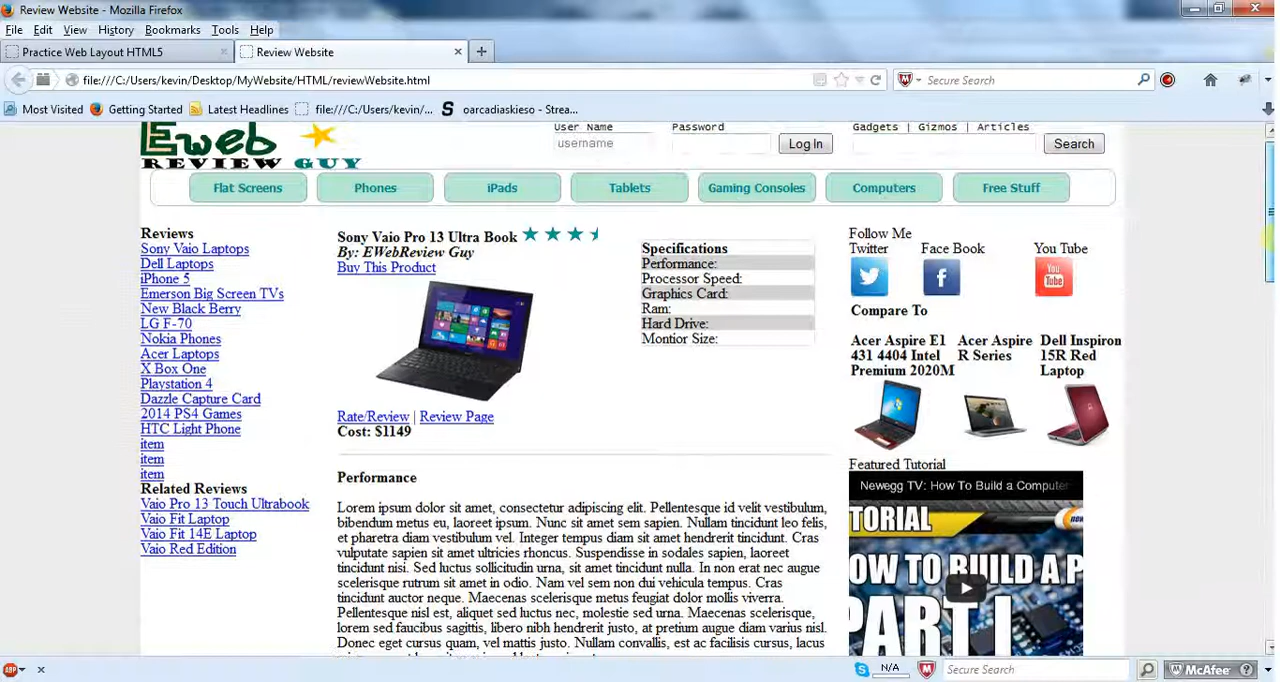 Review Website - Mozilla Firefox
File Edit View History Bookmarks Tools Help
Practice Web Layout HTML5
Review Website
file:///C:/Users/kevin/Desktop/MyWebsite/HTML/reviewWebsite.html
Secure Search
Most Visited Getting Started Latest Headlines file:///C:/Users/kevin/... oarcadiaskieso - Strea...
Eweb
REVIEW GUY
User Name
Password
Gadgets | Gizmos | Articles
username
Log In
Search
Flat Screens Phones iPads Tablets Gaming Consoles Computers Free Stuff
Reviews
Sony Vaio Laptops
Dell Laptops
iPhone 5
Emerson Big Screen TVs
New Black Berry
LG F-70
Nokia Phones
Acer Laptops
X Box One
Playstation 4
Dazzle Capture Card
2014 PS4 Games
HTC Light Phone
item
item
item
Related Reviews
Vaio Pro 13 Touch Ultrabook
Vaio Fit Laptop
Vaio Fit 14E Laptop
Vaio Red Edition
Sony Vaio Pro 13 Ultra Book
By: EWebReview Guy
Buy This Product
Rate/Review | Review Page
Cost: $1149
Specifications
Performance:
Processor Speed:
Graphics Card:
Ram:
Hard Drive:
Montior Size:
Performance
Lorem ipsum dolor sit amet, consectetur adipiscing elit. Pellentesque id velit vestibulum,
bibendum metus eu, laoreet ipsum. Nunc sit amet sem sapien. Nullam tincidunt leo felis,
et pharetra diam vestibulum vel. Integer tempus diam sit amet hendrerit tincidunt. Cras
vulputate sapien sit amet ultricies rhoncus. Suspendisse in sodales sapien, laoreet
tincidunt nisi. Sed luctus sollicitudin urna, sit amet tincidunt nulla. In non erat nec augue
scelerisque rutrum sit amet in odio. Nam vel sem non dui vehicula tempus. Cras
tincidunt auctor neque. Maecenas scelerisque metus feugiat dolor mollis viverra.
Pellentesque nisl est, aliquet sed luctus nec, molestie sed urna. Maecenas scelerisque,
lorem sed faucibus sagittis, libero nibh hendrerit justo, at pretium augue varius nisl.
Donec eget cursus quam, vel mattis justo. Nullam convallis, est ac facilisis cursus, lacus
Follow Me
Twitter Face Book You Tube
You
Tube
Compare To
Acer Aspire E1
431 4404 Intel
Premium 2020M
Acer Aspire
R Series
Dell Inspiron
15R Red
Laptop
Featured Tutorial
Newegg TV: How To Build a Computer
TORIAL
OW TO BUILD A P
PART I
ABP
N/A
Secure Search
McAfee